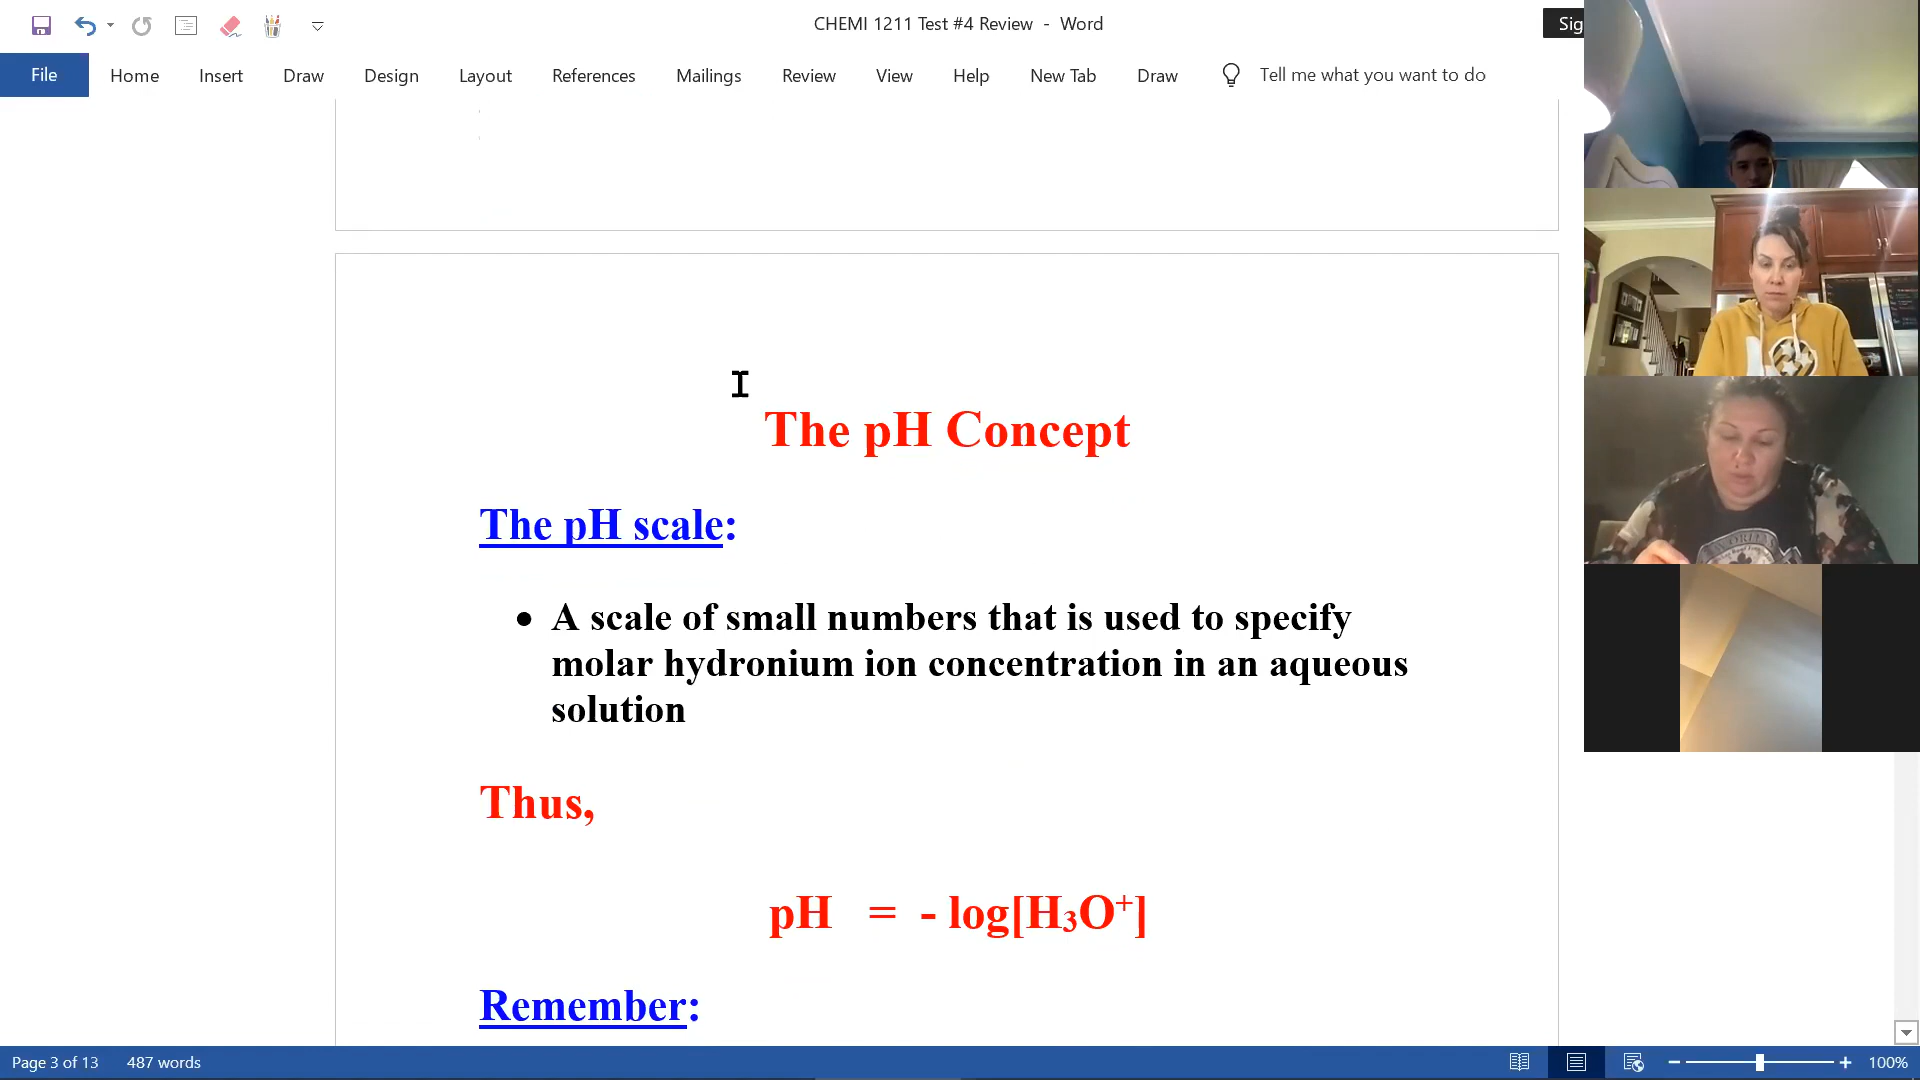 CHEMI 1211 Test #4 Review - Word
Sig
File Home Insert Draw Design Layout References Mailings Review View Help New Tab Draw Tell me what you want to do
The pH Concept
The pH scale:
• A scale of small numbers that is used to specify
molar hydronium ion concentration in an aqueous
solution
Thus,
pH = - log[H₃O⁺]
Remember:
Page 3 of 13 487 words 100%